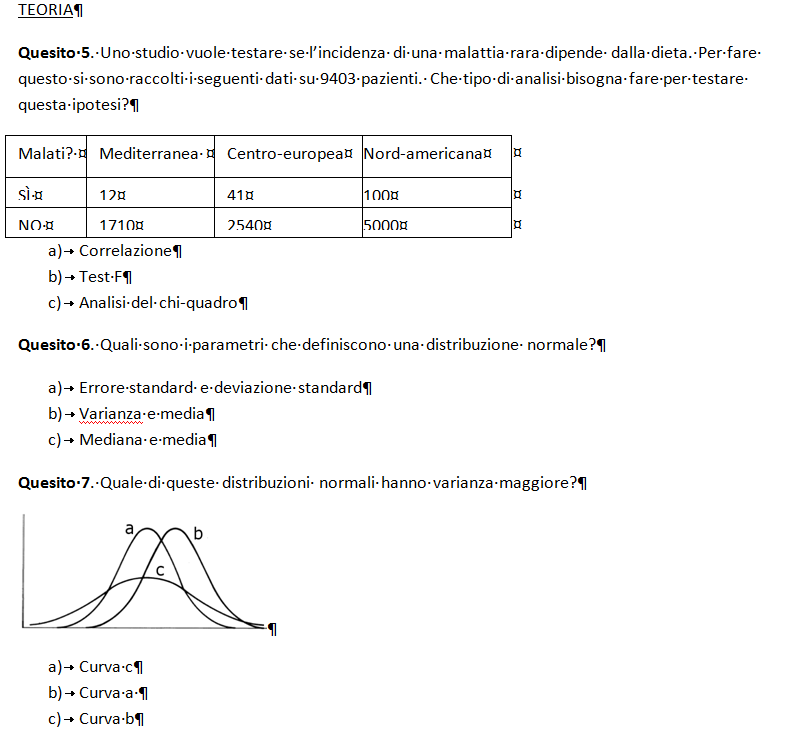 TEORIA¶
Quesito·5.·Uno·studio·vuole·testare·se·l’incidenza·di·una·malattia·rara·dipende·dalla·dieta.·Per·fare·
questo·si·sono·raccolti·i·seguenti·dati·su·9403·pazienti.·Che·tipo·di·analisi·bisogna·fare·per·testare·
questa·ipotesi?¶
Malati?·¤ Mediterranea·¤ Centro-europea¤ Nord-americana¤ ¤
SÌ·¤ 12¤ 41¤ 100¤ ¤
NO·¤ 1710¤ 2540¤ 5000¤ ¤
a)→ Correlazione¶
b)→ Test·F¶
c)→ Analisi·del·chi-quadro¶
Quesito·6.·Quali·sono·i·parametri·che·definiscono·una·distribuzione·normale?¶
a)→ Errore·standard·e·deviazione·standard¶
b)→ Varianza·e·media¶
c)→ Mediana·e·media¶
Quesito·7.·Quale·di·queste·distribuzioni·normali·hanno·varianza·maggiore?¶
a b
c
¶
a)→ Curva·c¶
b)→ Curva·a·¶
c)→ Curva·b¶